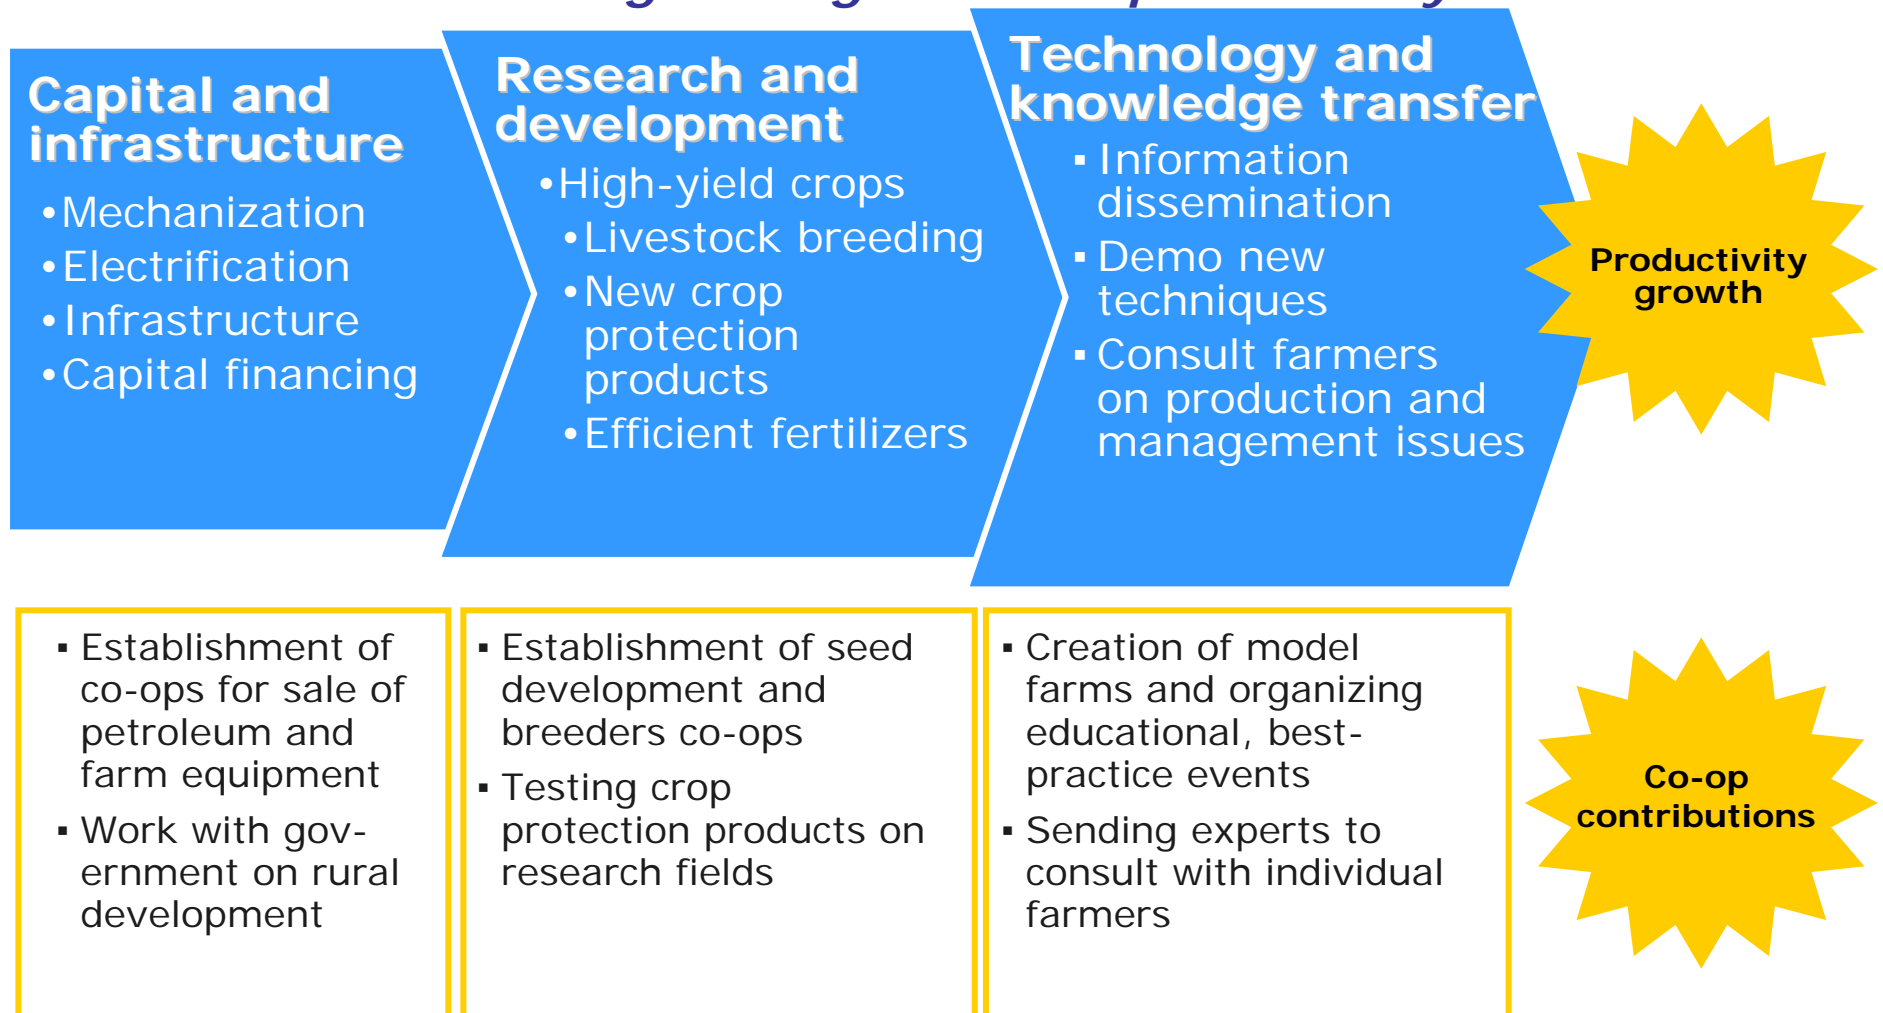 Capital and
infrastructure
•Mechanization
•Electrification
•Infrastructure
•Capital financing
Research and
development
•High-yield crops
•Livestock breeding
•New crop
protection
products
•Efficient fertilizers
Technology and
knowledge transfer
▪ Information
dissemination
▪ Demo new
techniques
▪ Consult farmers
on production and
management issues
Productivity
growth
▪ Establishment of
co-ops for sale of
petroleum and
farm equipment
▪ Work with gov-
ernment on rural
development
▪ Establishment of seed
development and
breeders co-ops
▪ Testing crop
protection products on
research fields
▪ Creation of model
farms and organizing
educational, best-
practice events
▪ Sending experts to
consult with individual
farmers
Co-op
contributions